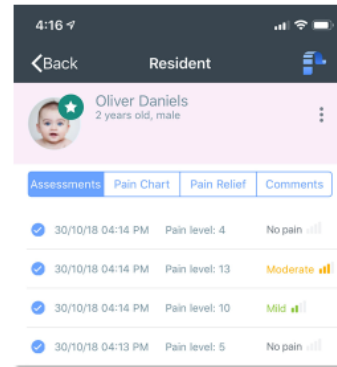 4:16
Back Resident
Oliver Daniels
2 years old, male
Assessments Pain Chart Pain Relief Comments
30/10/18 04:14 PM Pain level: 4 No pain
30/10/18 04:14 PM Pain level: 13 Moderate
30/10/18 04:14 PM Pain level: 10 Mild
30/10/18 04:13 PM Pain level: 5 No pain